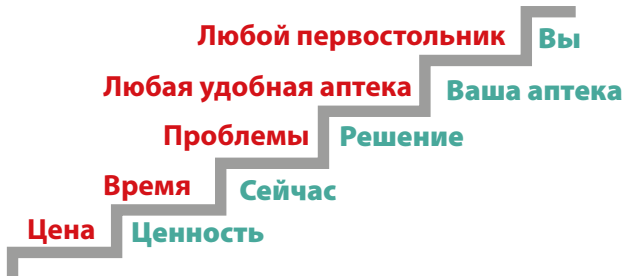 Любой первостольник Вы
Любая удобная аптека Ваша аптека
Проблемы Решение
Время Сейчас
Цена Ценность